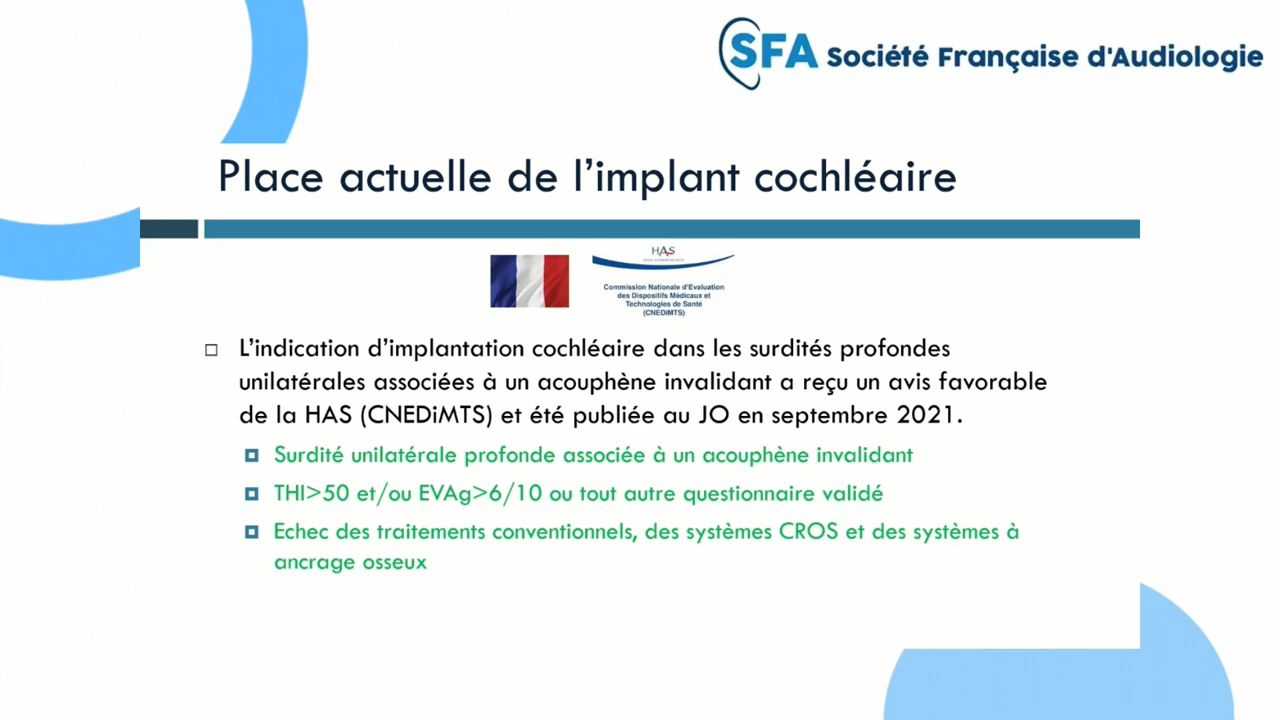 SFA Société Française d'Audiologie
Place actuelle de l'implant cochléaire
HAS
Commission Nationale d'Evaluation
des Dispositifs Médicaux et
Technologies de Santé
(CNEDiMTS)
L'indication d'implantation cochléaire dans les surdités profondes
unilatérales associées à un acouphène invalidant a reçu un avis favorable
de la HAS (CNEDiMTS) et été publiée au JO en septembre 2021.
Surdité unilatérale profonde associée à un acouphène invalidant
THI>50 et/ou EVAg>6/10 ou tout autre questionnaire validé
Echec des traitements conventionnels, des systèmes CROS et des systèmes à
ancrage osseux